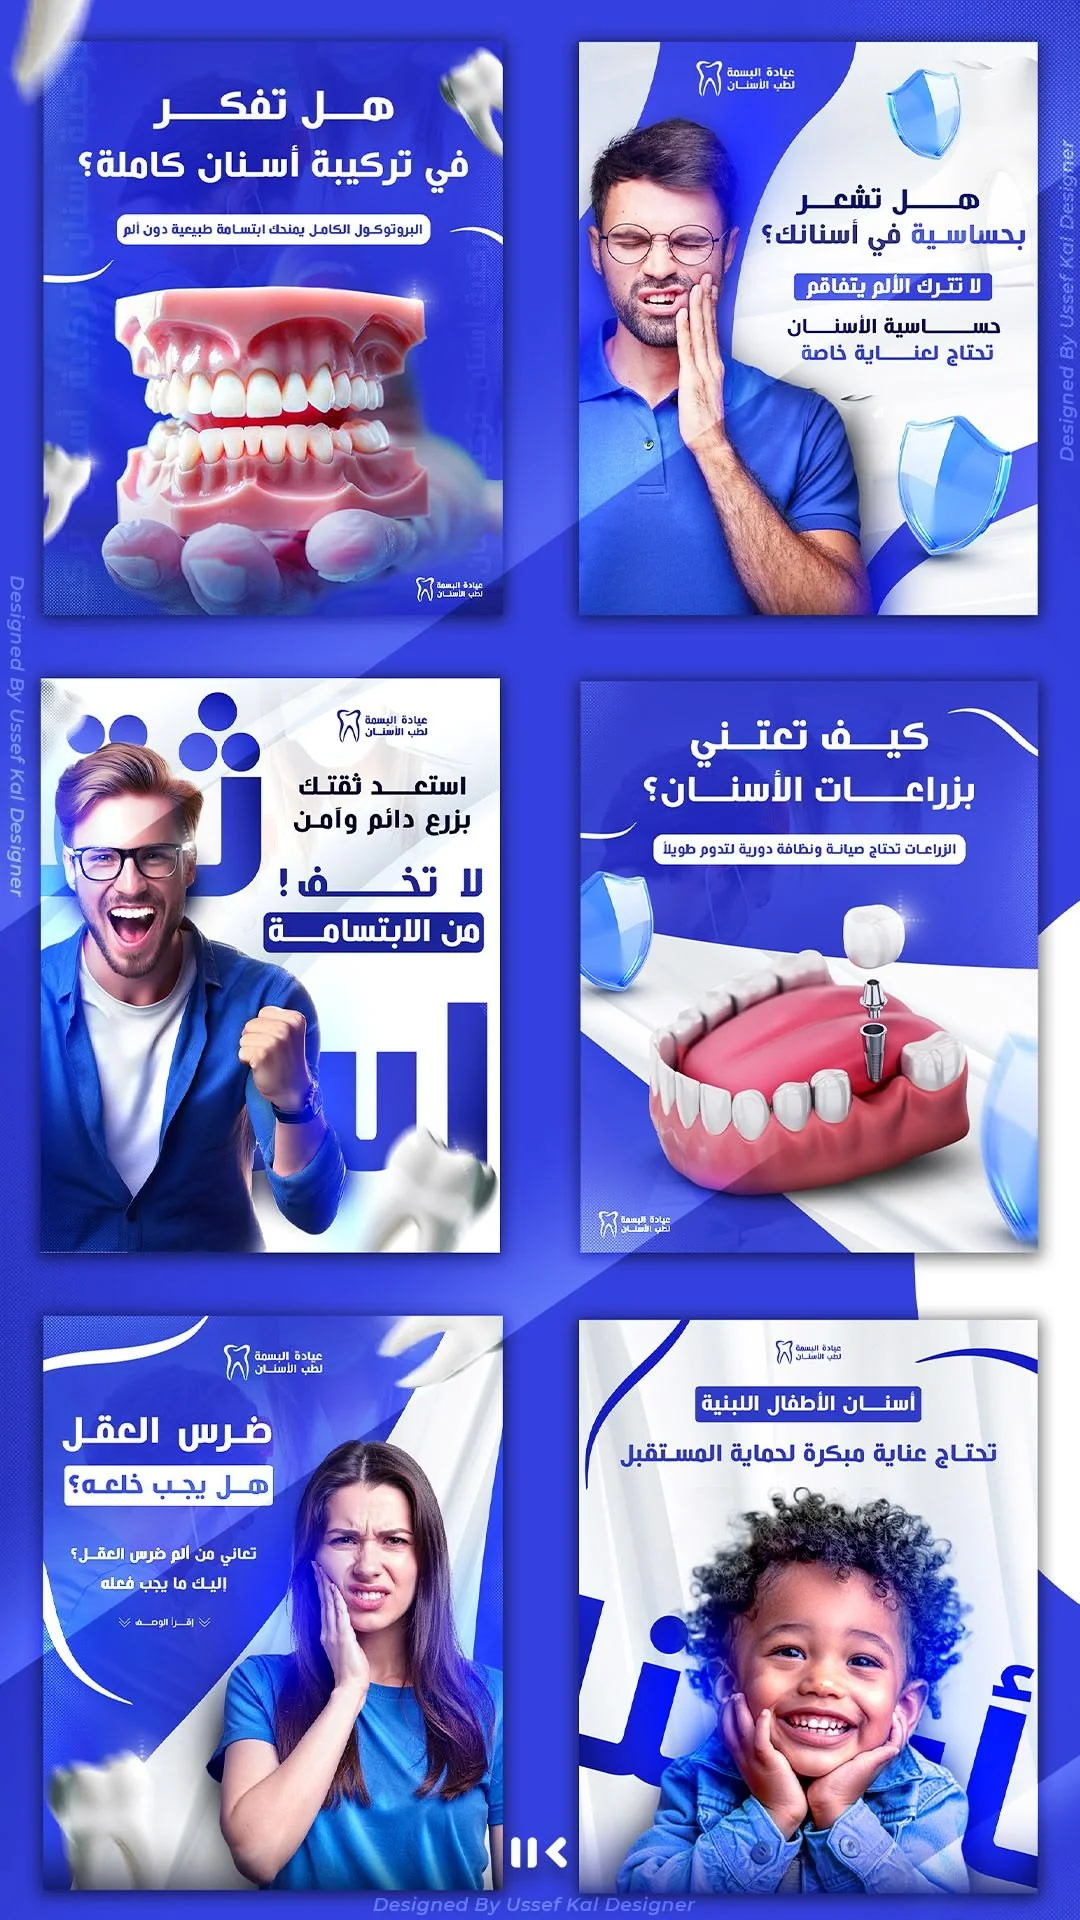 هل تفكر
في تركيبة أسنان كاملة؟
البروتوكول الكامل يمنحك ابتسامة طبيعية دون ألم
عيادة البسمة
لطب الأسنان
عيادة البسمة
لطب الأسنان
هل تشعر
بحساسية في أسنانك؟
لا تترك الألم يتفاقم
حساسية الأسنان
تحتاج لعناية خاصة
Designed By Ussef Kal Designer
Designed By Ussef Kal Designer
عيادة البسمة
لطب الأسنان
استعد ثقتك
بزرع دائم وآمن
لا تخف!
من الابتسامة
كيف تعتني
بزراعات الأسنان؟
الزراعات تحتاج صيانة ونظافة دورية لتدوم طويلاً
عيادة البسمة
لطب الأسنان
عيادة البسمة
لطب الأسنان
ضرس العقل
هل يجب خلعه؟
تعاني من ألم ضرس العقل؟
إليك ما يجب فعله
إقرأ الوصف
عيادة البسمة
لطب الأسنان
أسنان الأطفال اللبنية
تحتاج عناية مبكرة لحماية المستقبل
Designed By Ussef Kal Designer